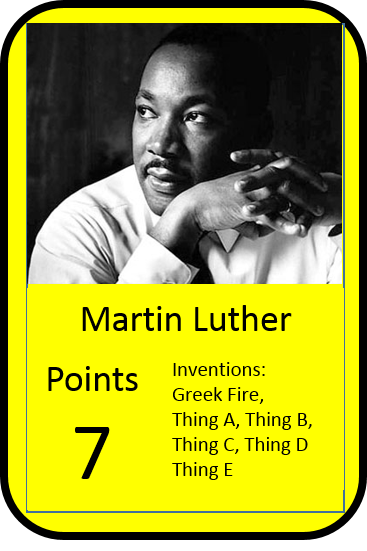 Martin Luther
Points
7
Inventions:
Greek Fire,
Thing A, Thing B,
Thing C, Thing D
Thing E